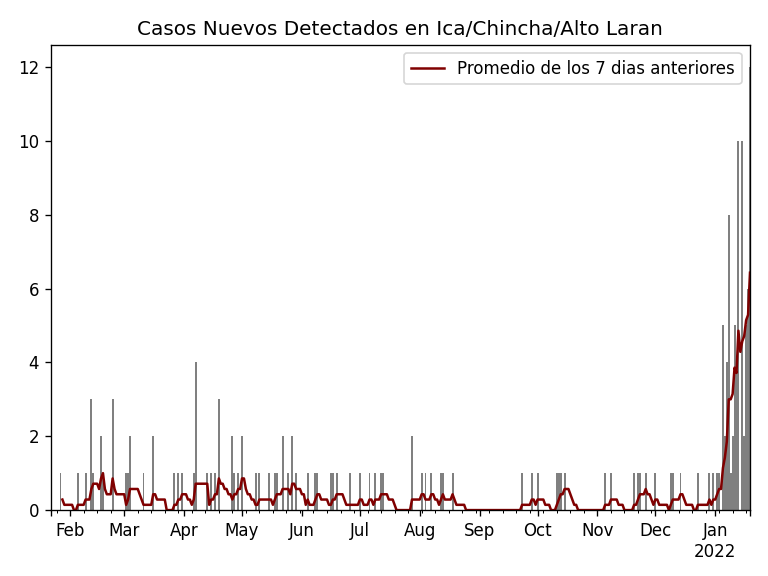 Casos Nuevos Detectados en Ica/Chincha/Alto Laran
Promedio de los 7 dias anteriores
12
10
8
6
4
2
0
Feb Mar Apr May Jun Jul Aug Sep Oct Nov Dec Jan
2022